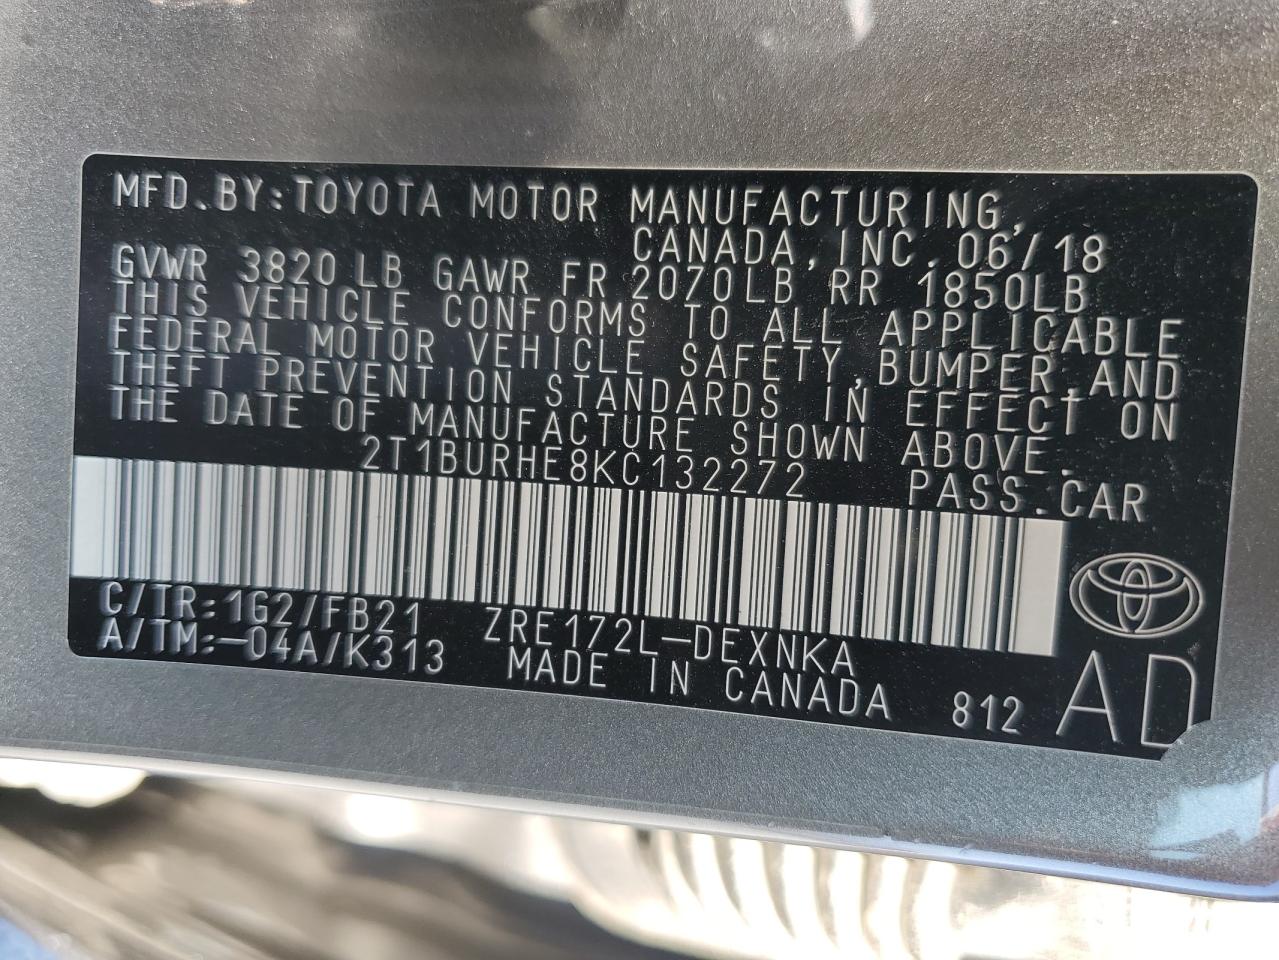 MFD.BY:TOYOTA MOTOR MANUFACTURING,
CANADA,INC.06/18
GVWR 3820LB GAWR FR 2070LB RR 1850LB
THIS VEHICLE CONFORMS TO ALL APPLICABLE
FEDERAL MOTOR VEHICLE SAFETY,BUMPER,AND
THEFT PREVENTION STANDARDS IN EFFECT ON
THE DATE OF MANUFACTURE SHOWN ABOVE.
2T1BURHE8KC132272 PASS.CAR
C/TR:1G2/FB21 ZRE172L-DEXNKA
A/TM:-04A/K313 MADE IN CANADA 812 AD